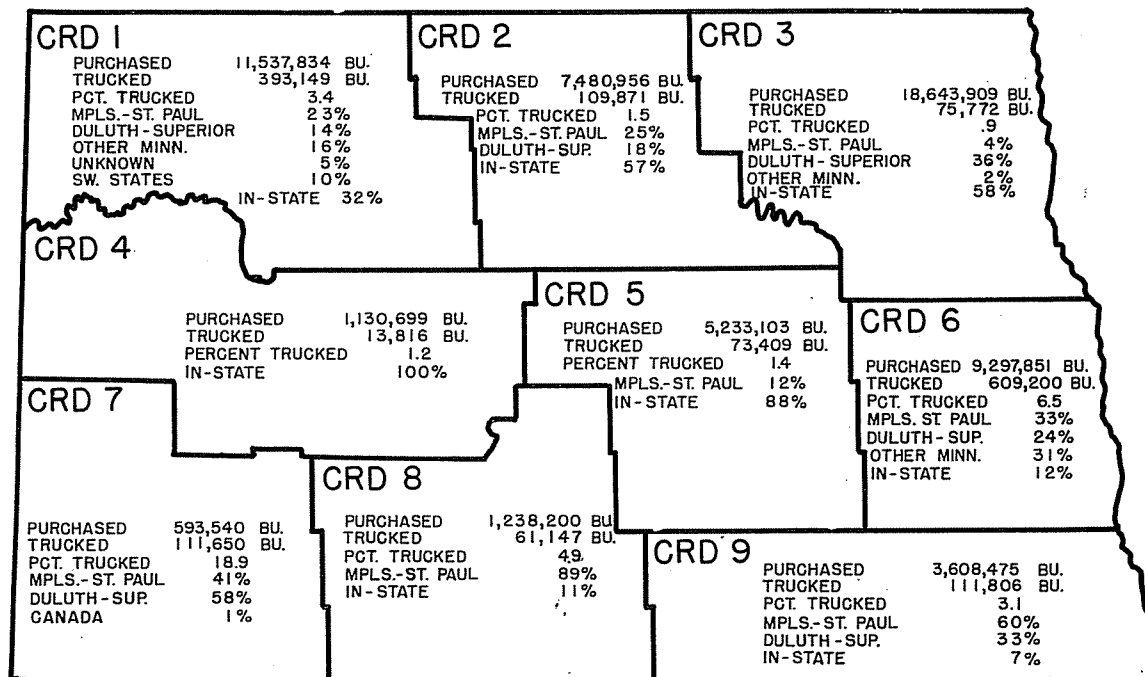 CRD 1
PURCHASED 11,537,834 BU.
TRUCKED 393,149 BU.
PCT. TRUCKED 3.4
MPLS.-ST. PAUL 23%
DULUTH-SUPERIOR 14%
OTHER MINN. 16%
UNKNOWN 5%
SW. STATES 10%
IN-STATE 32%
CRD 2
PURCHASED 7,480,956 BU.
TRUCKED 109,871 BU.
PCT. TRUCKED 1.5
MPLS.-ST. PAUL 25%
DULUTH-SUP. 18%
IN-STATE 57%
CRD 3
PURCHASED 18,643,909 BU.
TRUCKED 75,772 BU.
PCT. TRUCKED .9
MPLS.-ST. PAUL 4%
DULUTH-SUPERIOR 36%
OTHER MINN. 2%
IN-STATE 58%
CRD 4
PURCHASED 1,130,699 BU.
TRUCKED 13,816 BU.
PERCENT TRUCKED 1.2
IN-STATE 100%
CRD 5
PURCHASED 5,233,103 BU.
TRUCKED 73,409 BU.
PERCENT TRUCKED 1.4
MPLS.-ST. PAUL 12%
IN-STATE 88%
CRD 6
PURCHASED 9,297,851 BU.
TRUCKED 609,200 BU.
PCT. TRUCKED 6.5
MPLS. ST. PAUL 33%
DULUTH-SUP. 24%
OTHER MINN. 31%
IN-STATE 12%
CRD 7
PURCHASED 593,540 BU.
TRUCKED 111,650 BU.
PCT. TRUCKED 18.9
MPLS.-ST. PAUL 41%
DULUTH-SUP. 58%
CANADA 1%
CRD 8
PURCHASED 1,238,200 BU
TRUCKED 61,147 BU.
PCT. TRUCKED 4.9
MPLS.-ST. PAUL 89%
IN-STATE 11%
CRD 9
PURCHASED 3,608,475 BU.
TRUCKED 111,806 BU.
PCT. TRUCKED 3.1
MPLS.-ST. PAUL 60%
DULUTH-SUP. 33%
IN-STATE 7%